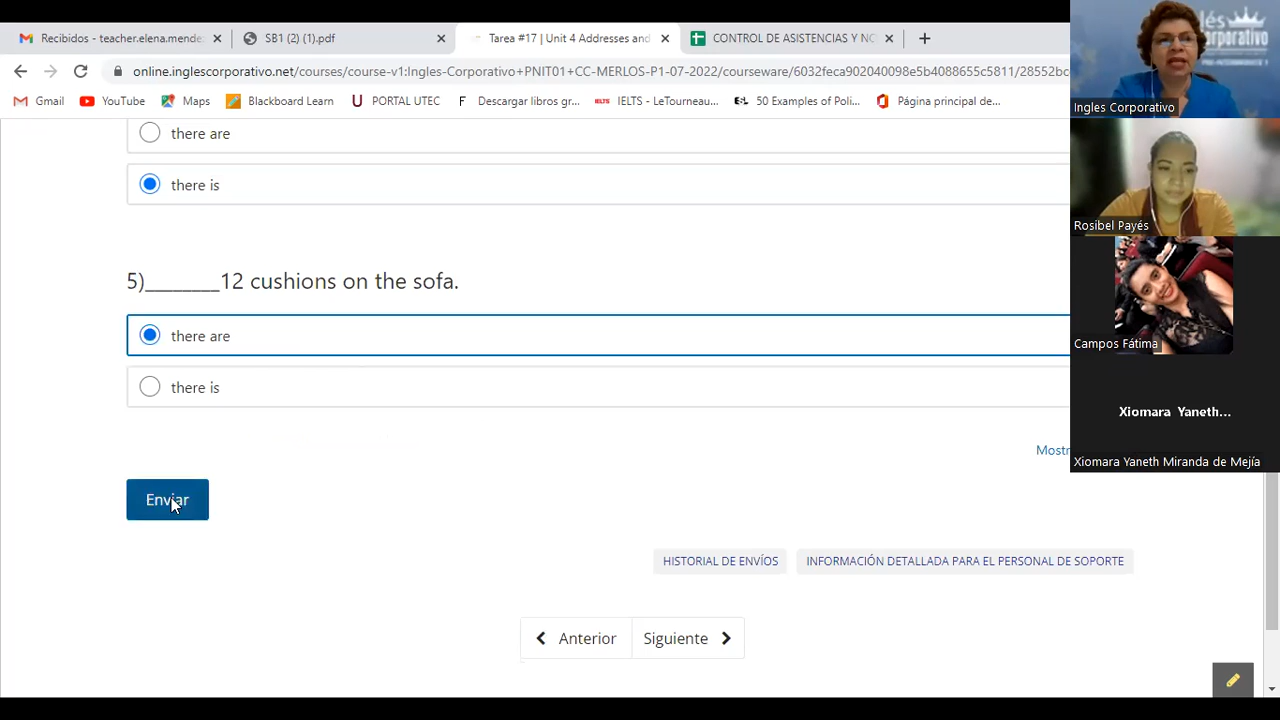 Recibidos - teacher.elena.mende
SB1 (2) (1).pdf
Tarea #17 | Unit 4 Addresses and
CONTROL DE ASISTENCIAS Y NO
online.inglescorporativo.net/courses/course-v1:Ingles-Corporativo+PNIT01+CC-MERLOS-P1-07-2022/courseware/6032feca902040098e5b4088655c5811/28552bc
Gmail
YouTube
Maps
Blackboard Learn
PORTAL UTEC
Descargar libros gr...
IELTS - LeTourneau...
50 Examples of Poli...
Página principal de...
there are
there is
5)_______12 cushions on the sofa.
there are
there is
Mostr
Enviar
HISTORIAL DE ENVÍOS
INFORMACIÓN DETALLADA PARA EL PERSONAL DE SOPORTE
Anterior
Siguiente
Ingles Corporativo
Rosibel Payés
Campos Fátima
Xiomara Yaneth...
Xiomara Yaneth Miranda de Mejía